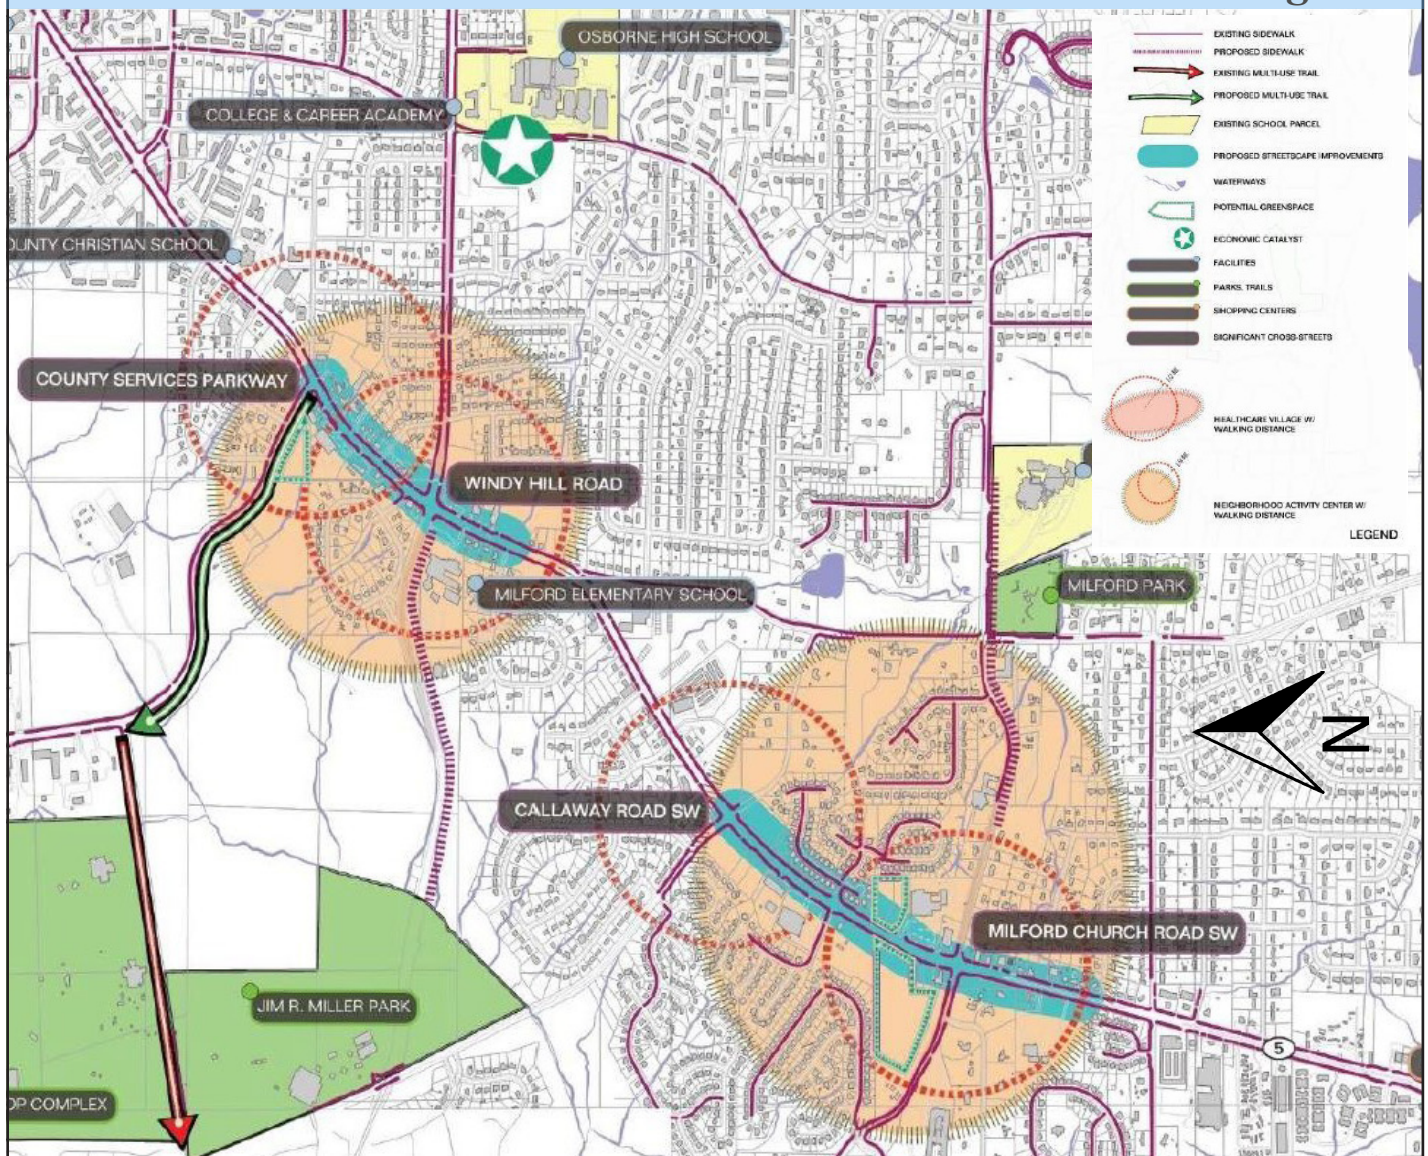 OSBORNE HIGH SCHOOL
COLLEGE & CAREER ACADEMY
OUNTY CHRISTIAN SCHOOL
COUNTY SERVICES PARKWAY
WINDY HILL ROAD
MILFORD ELEMENTARY SCHOOL
MILFORD PARK
CALLAWAY ROAD SW
MILFORD CHURCH ROAD SW
JIM R. MILLER PARK
OP COMPLEX
5
N
EXISTING SIDEWALK
PROPOSED SIDEWALK
EXISTING MULTI-USE TRAIL
PROPOSED MULTI-USE TRAIL
EXISTING SCHOOL PARCEL
PROPOSED STREETSCAPE IMPROVEMENTS
WATERWAYS
POTENTIAL GREENSPACE
ECONOMIC CATALYST
FACILITIES
PARKS, TRAILS
SHOPPING CENTERS
SIGNIFICANT CROSS-STREETS
HEALTHCARE VILLAGE W/
WALKING DISTANCE
NEIGHBORHOOD ACTIVITY CENTER W/
WALKING DISTANCE
LEGEND